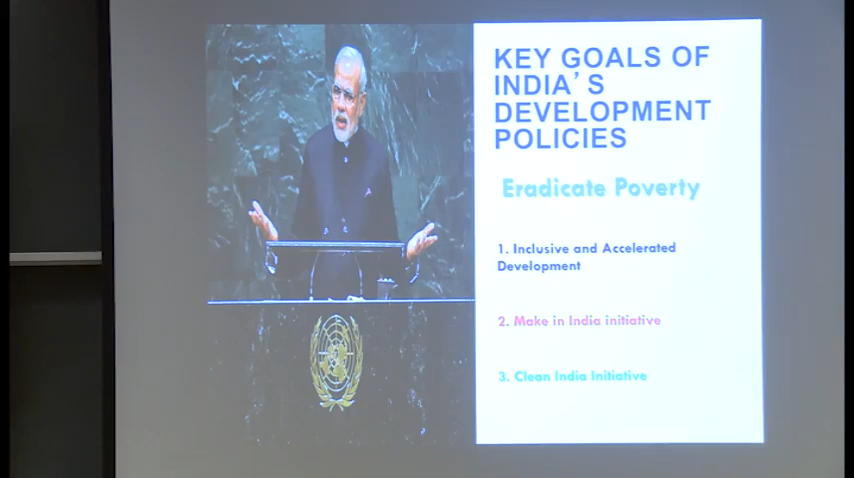 KEY GOALS OF
INDIA'S
DEVELOPMENT
POLICIES
Eradicate Poverty
1. Inclusive and Accelerated
Development
2. Make in India initiative
3. Clean India Initiative